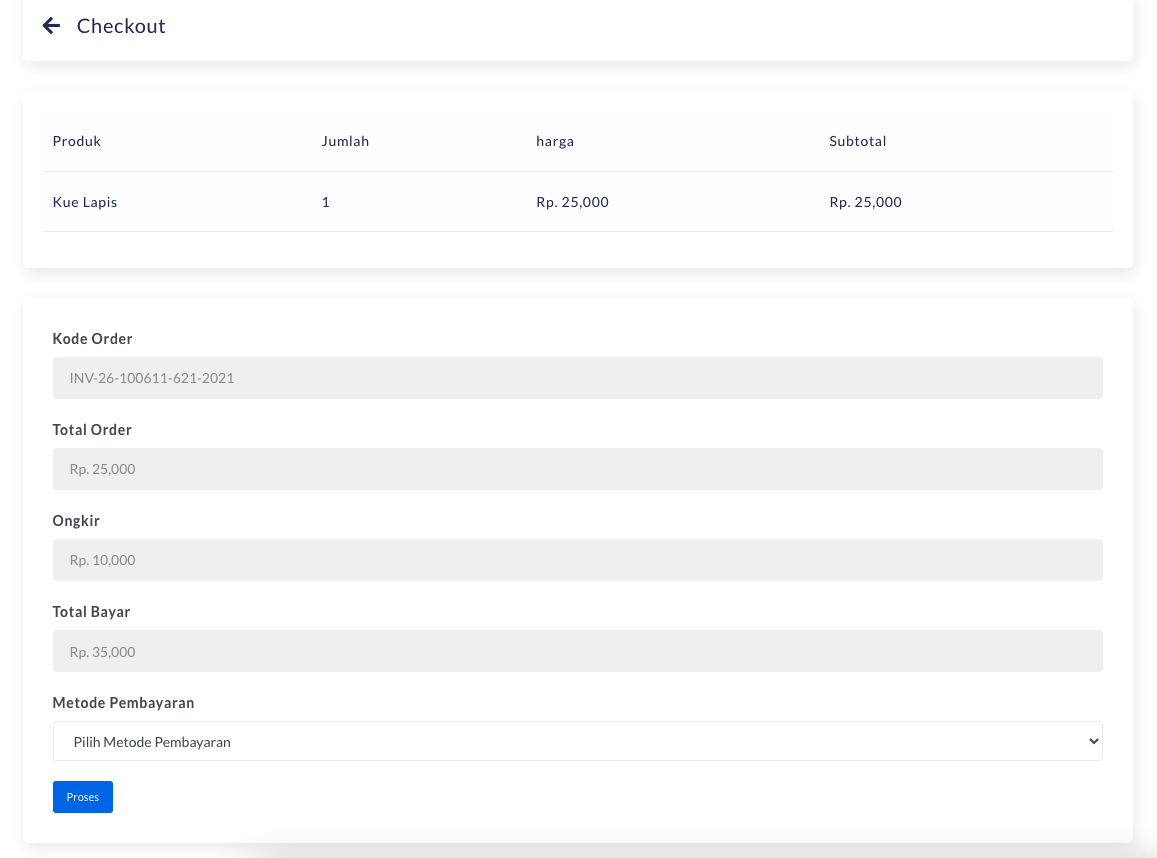 Checkout
Produk Jumlah harga Subtotal
Kue Lapis 1 Rp. 25,000 Rp. 25,000
Kode Order
INV-26-100611-621-2021
Total Order
Rp. 25,000
Ongkir
Rp. 10,000
Total Bayar
Rp. 35,000
Metode Pembayaran
Pilih Metode Pembayaran
Proses